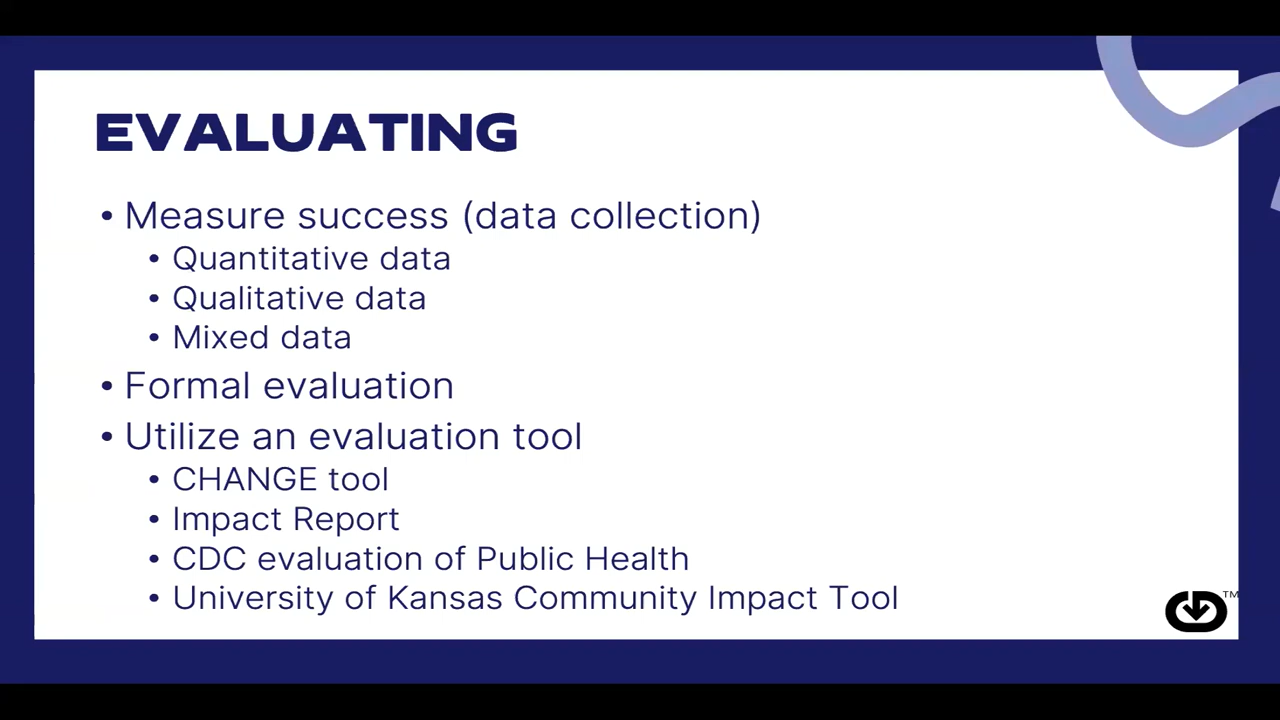 EVALUATING
• Measure success (data collection)
• Quantitative data
• Qualitative data
• Mixed data
• Formal evaluation
• Utilize an evaluation tool
• CHANGE tool
• Impact Report
• CDC evaluation of Public Health
• University of Kansas Community Impact Tool
TM